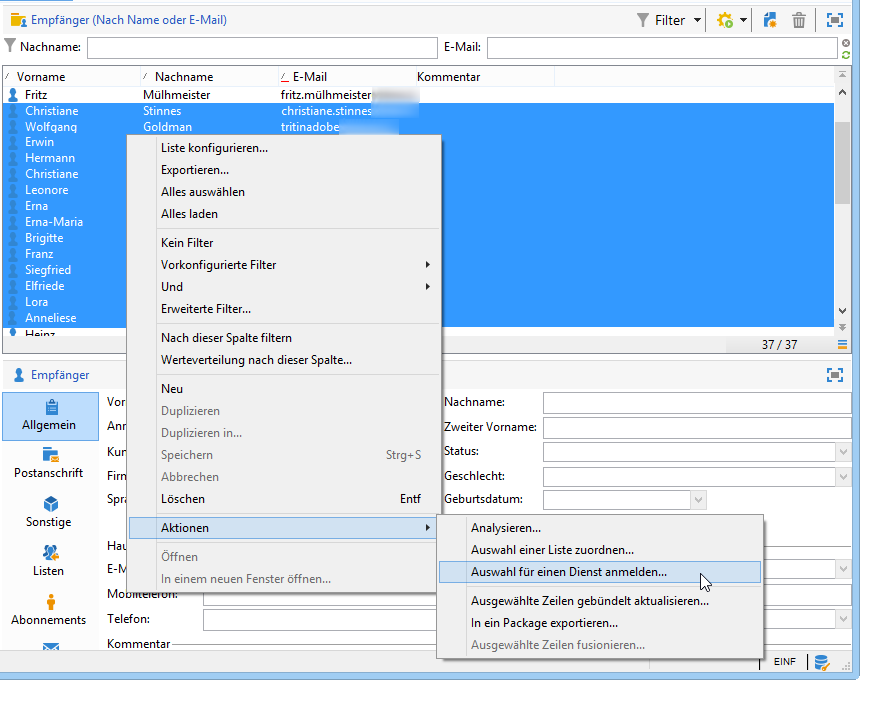 Empfänger (Nach Name oder E-Mail)
Filter
Nachname:
E-Mail:
Vorname Nachname E-Mail Kommentar
Fritz Mülhmeister fritz.mülhmeister
Christiane Stinnes christiane.stinnes
Wolfgang Goldman tritinadobe
Erwin
Hermann
Christiane
Leonore
Erna
Erna-Maria
Brigitte
Franz
Siegfried
Elfriede
Lora
Anneliese
Heinz
37 / 37
Liste konfigurieren...
Exportieren...
Alles auswählen
Alles laden
Kein Filter
Vorkonfigurierte Filter
Und
Erweiterte Filter...
Nach dieser Spalte filtern
Werteverteilung nach dieser Spalte...
Neu
Duplizieren
Duplizieren in...
Speichern Strg+S
Abbrechen
Löschen Entf
Aktionen
Öffnen
In einem neuen Fenster öffnen...
Analysieren...
Auswahl einer Liste zuordnen...
Auswahl für einen Dienst anmelden...
Ausgewählte Zeilen gebündelt aktualisieren...
In ein Package exportieren...
Ausgewählte Zeilen fusionieren...
Empfänger
Allgemein
Postanschrift
Sonstige
Listen
Abonnements
Vor
Anr
Kun
Firm
Spra
Hau
E-M
Mobiltelefon:
Telefon:
Kommentar
Nachname:
Zweiter Vorname:
Status:
Geschlecht:
Geburtsdatum:
EINF